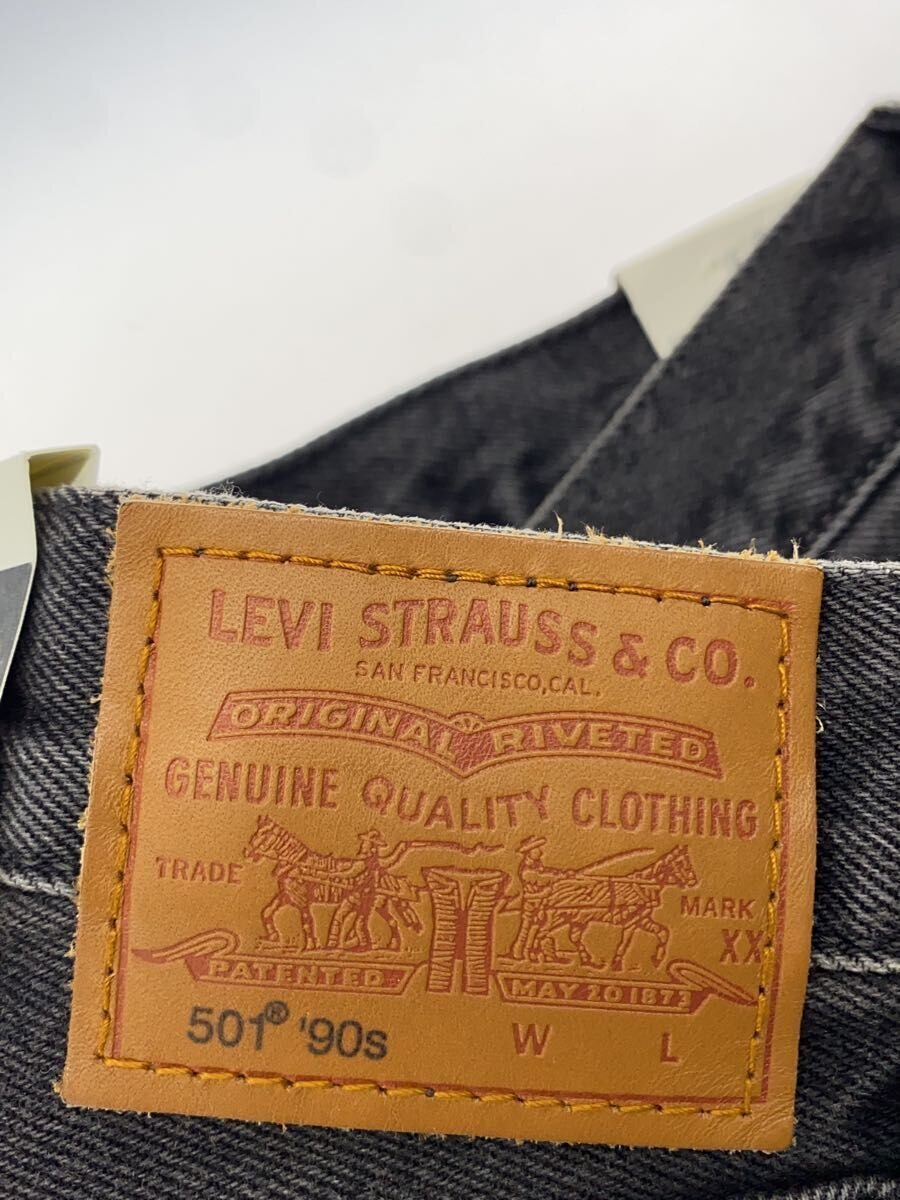 LEVI STRAUSS & CO.
SAN FRANCISCO, CAL.
ORIGINAL RIVETED
GENUINE QUALITY CLOTHING
TRADE MARK
XX
PATENTED MAY 20 1873
501® '90s W L